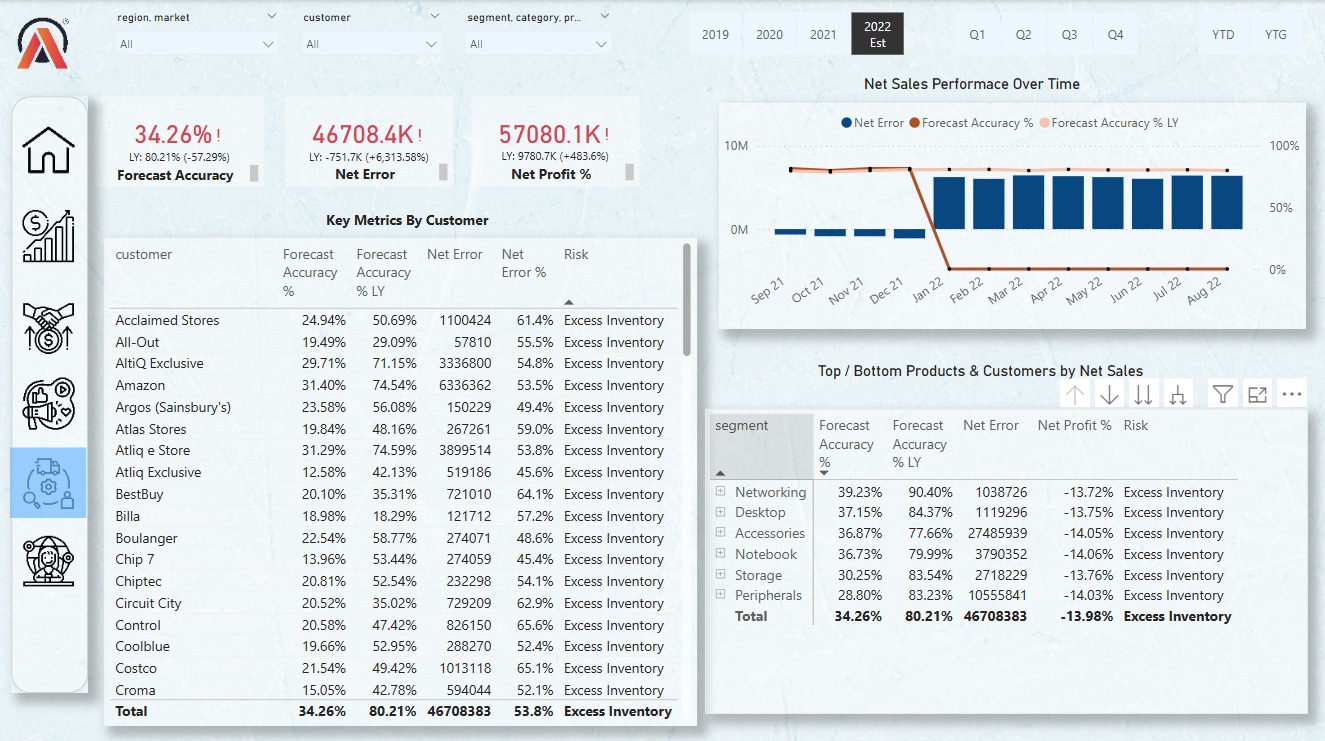 region, market
customer
segment, category, pr...
All
All
All
2019
2020
2021
2022
Est
Q1
Q2
Q3
Q4
YTD
YTG
34.26% !
LY: 80.21% (-57.29%)
Forecast Accuracy
46708.4K !
LY: -751.7K (+6,313.58%)
Net Error
57080.1K !
LY: 9780.7K (+483.6%)
Net Profit %
Net Sales Performace Over Time
Net Error Forecast Accuracy % Forecast Accuracy % LY
10M
0M
100%
50%
0%
Sep 21
Oct 21
Nov 21
Dec 21
Jan 22
Feb 22
Mar 22
Apr 22
May 22
Jun 22
Jul 22
Aug 22
Key Metrics By Customer
customer Forecast Accuracy % Forecast Accuracy % LY Net Error Net Error % Risk
Acclaimed Stores 24.94% 50.69% 1100424 61.4% Excess Inventory
All-Out 19.49% 29.09% 57810 55.5% Excess Inventory
AltiQ Exclusive 29.71% 71.15% 3336800 54.8% Excess Inventory
Amazon 31.40% 74.54% 6336362 53.5% Excess Inventory
Argos (Sainsbury's) 23.58% 56.08% 150229 49.4% Excess Inventory
Atlas Stores 19.84% 48.16% 267261 59.0% Excess Inventory
Atliq e Store 31.29% 74.59% 3899514 53.8% Excess Inventory
Atliq Exclusive 12.58% 42.13% 519186 45.6% Excess Inventory
BestBuy 20.10% 35.31% 721010 64.1% Excess Inventory
Billa 18.98% 18.29% 121712 57.2% Excess Inventory
Boulanger 22.54% 58.77% 274071 48.6% Excess Inventory
Chip 7 13.96% 53.44% 274059 45.4% Excess Inventory
Chiptec 20.81% 52.54% 232298 54.1% Excess Inventory
Circuit City 20.52% 35.02% 729209 62.9% Excess Inventory
Control 20.58% 47.42% 826150 65.6% Excess Inventory
Coolblue 19.66% 52.95% 288270 52.4% Excess Inventory
Costco 21.54% 49.42% 1013118 65.1% Excess Inventory
Croma 15.05% 42.78% 594044 52.1% Excess Inventory
Total 34.26% 80.21% 46708383 53.8% Excess Inventory
Top / Bottom Products & Customers by Net Sales
segment Forecast Accuracy % Forecast Accuracy % LY Net Error Net Profit % Risk
Networking 39.23% 90.40% 1038726 -13.72% Excess Inventory
Desktop 37.15% 84.37% 1119296 -13.75% Excess Inventory
Accessories 36.87% 77.66% 27485939 -14.05% Excess Inventory
Notebook 36.73% 79.99% 3790352 -14.06% Excess Inventory
Storage 30.25% 83.54% 2718229 -13.76% Excess Inventory
Peripherals 28.80% 83.23% 10555841 -14.03% Excess Inventory
Total 34.26% 80.21% 46708383 -13.98% Excess Inventory